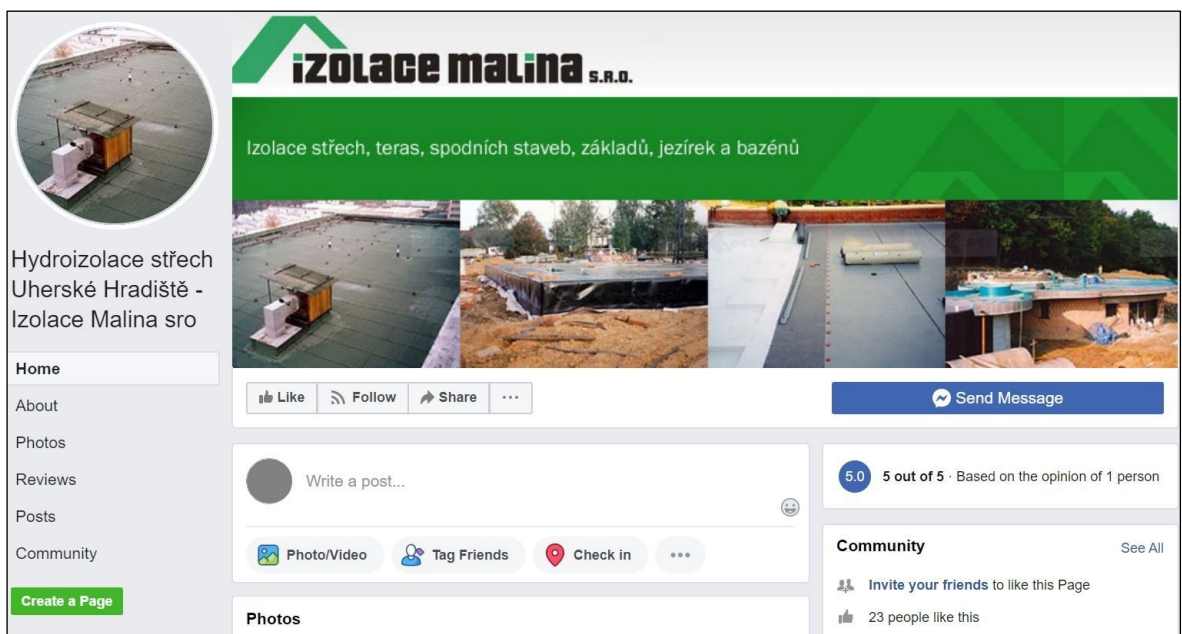 izolace malina s.r.o.
Izolace střech, teras, spodních staveb, základů, jezírek a bazénů
Hydroizolace střech
Uherské Hradiště -
Izolace Malina sro
Home
About
Photos
Reviews
Posts
Community
Create a Page
Like Follow Share ...
Send Message
Write a post...
Photo/Video Tag Friends Check in
Photos
5.0 5 out of 5 · Based on the opinion of 1 person
Community See All
Invite your friends to like this Page
23 people like this